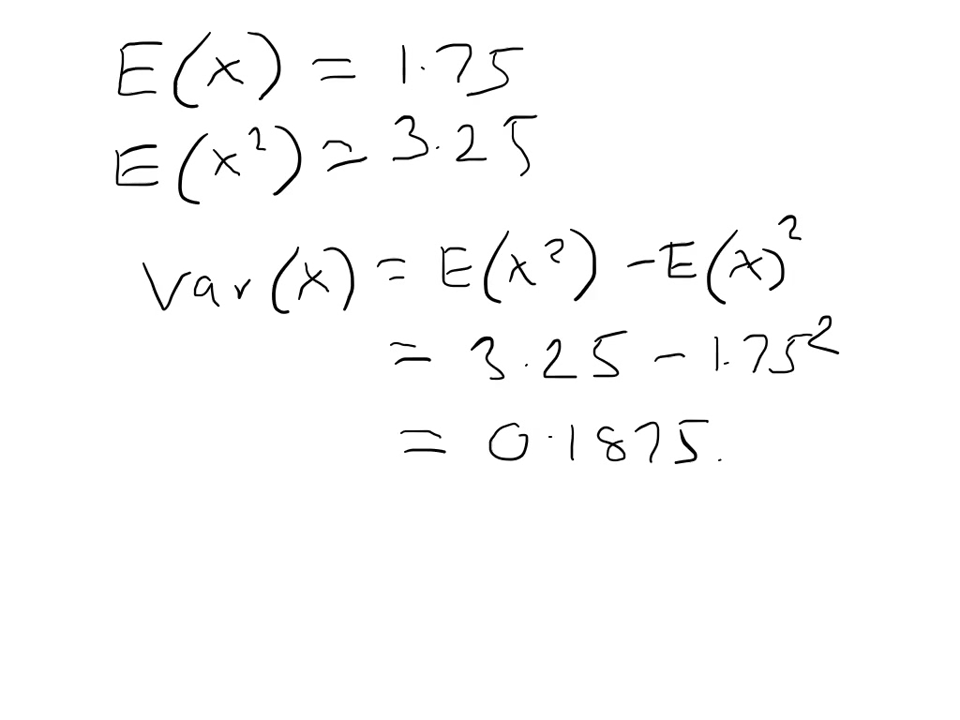 E(x) = 1.75
E(x²) = 3.25
Var(x) = E(x²) - E(x)²
= 3.25 - 1.75²
= 0.1875.